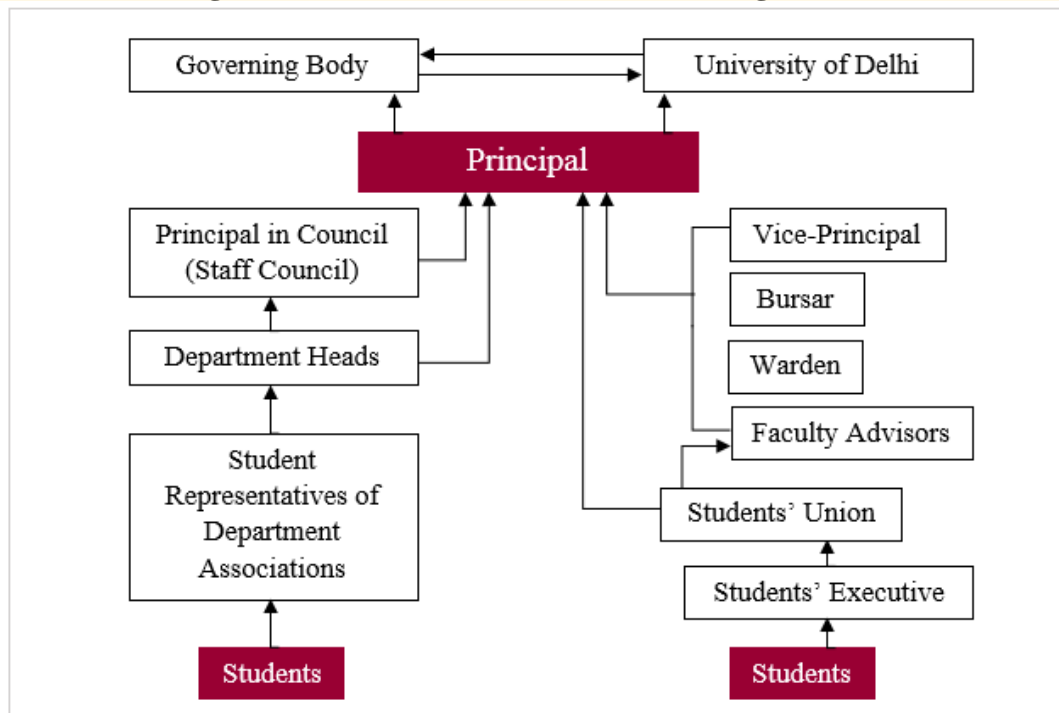 Governing Body
University of Delhi
Principal
Principal in Council
(Staff Council)
Vice-Principal
Bursar
Department Heads
Warden
Faculty Advisors
Student
Representatives of
Department
Associations
Students’ Union
Students’ Executive
Students
Students